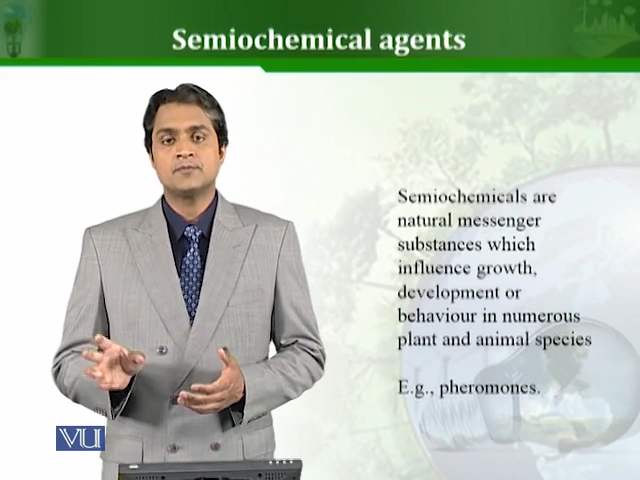 Semiochemical agents
Semiochemicals are
natural messenger
substances which
influence growth,
development or
behaviour in numerous
plant and animal species
E.g., pheromones.
VU